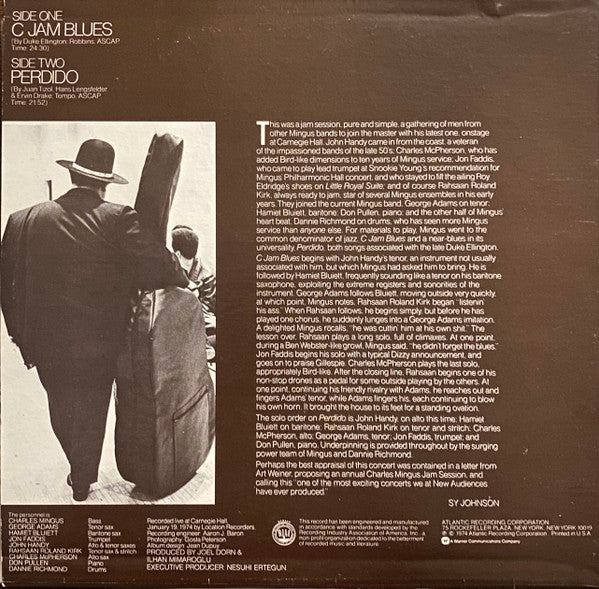 SIDE ONE
C JAM BLUES
(By Duke Ellington; Robbins, ASCAP
Time: 24:30)
SIDE TWO
PERDIDO
(By Juan Tizol, Hans Lengsfelder
& Ervin Drake; Tempo, ASCAP
Time: 21:52)
This was a jam session, pure and simple, a gathering of men from
other Mingus bands to join the master with his latest one, onstage
at Carnegie Hall. John Handy came in from the coast, a veteran
of the impassioned bands of the late 50's; Charles McPherson, who has
added Bird-like dimensions to ten years of Mingus service; Jon Faddis,
who came to play lead trumpet at Snookie Young's recommendation for
Mingus' Philharmonic Hall concert, and who stayed to fill the ailing Roy
Eldridge's shoes on Little Royal Suite; and of course Rahsaan Roland
Kirk, always ready to jam, star of several Mingus ensembles in his early
years. They joined the current Mingus band. George Adams on tenor;
Hamiet Bluiett, baritone; Don Pullen, piano; and the other half of Mingus'
heart beat, Dannie Richmond on drums, who has seen more Mingus
service than anyone else. For materials to play, Mingus went to the
common denominator of jazz, C Jam Blues and a near-blues in its
universality, Perdido, both songs associated with the late Duke Ellington.
C Jam Blues begins with John Handy's tenor, an instrument not usually
associated with him, but which Mingus had asked him to bring. He is
followed by Hamiet Bluiett, frequently sounding like a tenor on his baritone
saxophone, exploiting the extreme registers and sonorities of the
instrument. George Adams follows Bluiett, moving outside very quickly,
at which point, Mingus notes, Rahsaan Roland Kirk began "listenin'
his ass." When Rahsaan follows, he begins simply, but before he has
played one chorus, he suddenly lunges into a George Adams imitation.
A delighted Mingus recalls, "he was cuttin' him at his own shit." The
lesson over, Rahsaan plays a long solo, full of climaxes. At one point,
during a Ben Webster-like growl, Mingus said, "he didn't forget the blues."
Jon Faddis begins his solo with a typical Dizzy announcement, and
goes on to praise Gillespie. Charles McPherson plays the last solo,
appropriately Bird-like. After the closing line, Rahsaan begins one of his
non-stop drones as a pedal for some outside playing by the others. At
one point, continuing his friendly rivalry with Adams, he reaches out and
fingers Adams' tenor, while Adams fingers his, each continuing to blow
his own horn. It brought the house to its feet for a standing ovation.
The solo order on Perdido is John Handy, on alto this time; Hamiet
Bluiett on baritone; Rahsaan Roland Kirk on tenor and stritch; Charles
McPherson, alto; George Adams, tenor; Jon Faddis, trumpet; and
Don Pullen, piano. Underpinning is provided throughout by the surging
power team of Mingus and Dannie Richmond.
Perhaps the best appraisal of this concert was contained in a letter from
Art Weiner, proposing an annual Charles Mingus Jam Session, and
calling this "one of the most exciting concerts we at New Audiences
have ever produced."
SY JOHNSON
The personnel is:
CHARLES MINGUS Bass
GEORGE ADAMS Tenor sax
HAMIET BLUIETT Baritone sax
JON FADDIS Trumpet
JOHN HANDY Alto & tenor saxes
RAHSAAN ROLAND KIRK Tenor sax & stritch
CHARLES McPHERSON Alto sax
DON PULLEN Piano
DANNIE RICHMOND Drums
Recorded live at Carnegie Hall,
January 19, 1974 by Location Recorders.
Recording engineer: Aaron J. Baron
Photography: Ozela Peterson
Album design: Jean Dupuy
PRODUCED BY JOEL DORN &
ILHAN MIMAROGLU
EXECUTIVE PRODUCER: NESUHI ERTEGUN
This record has been engineered and manufactured
in accordance with standards developed by the
Recording Industry Association of America, Inc., a
non-profit organization dedicated to the betterment
of recorded music and literature.
ATLANTIC RECORDING CORPORATION
75 ROCKEFELLER PLAZA, NEW YORK, NEW YORK 10019
℗ © 1974 Atlantic Recording Corporation Printed in U.S.A.
A Warner Communications Company